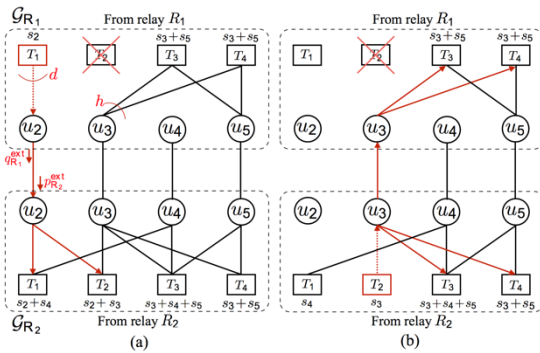 𝒢R₁ From relay R₁ From relay R₁
s₂ s₃+s₅ s₃+s₅ s₃+s₅ s₃+s₅
T₁ T₂ T₃ T₄ T₁ T₂ T₃ T₄
d h
u₂ u₃ u₄ u₅ u₂ u₃ u₄ u₅
q^ext_R₁
p^ext_R₂
u₂ u₃ u₄ u₅ u₂ u₃ u₄ u₅
T₁ T₂ T₃ T₄ T₁ T₂ T₃ T₄
s₂+s₄ s₂+s₃ s₃+s₄+s₅ s₃+s₅ s₄ s₃ s₃+s₄+s₅ s₃+s₅
𝒢R₂ From relay R₂ From relay R₂
(a) (b)